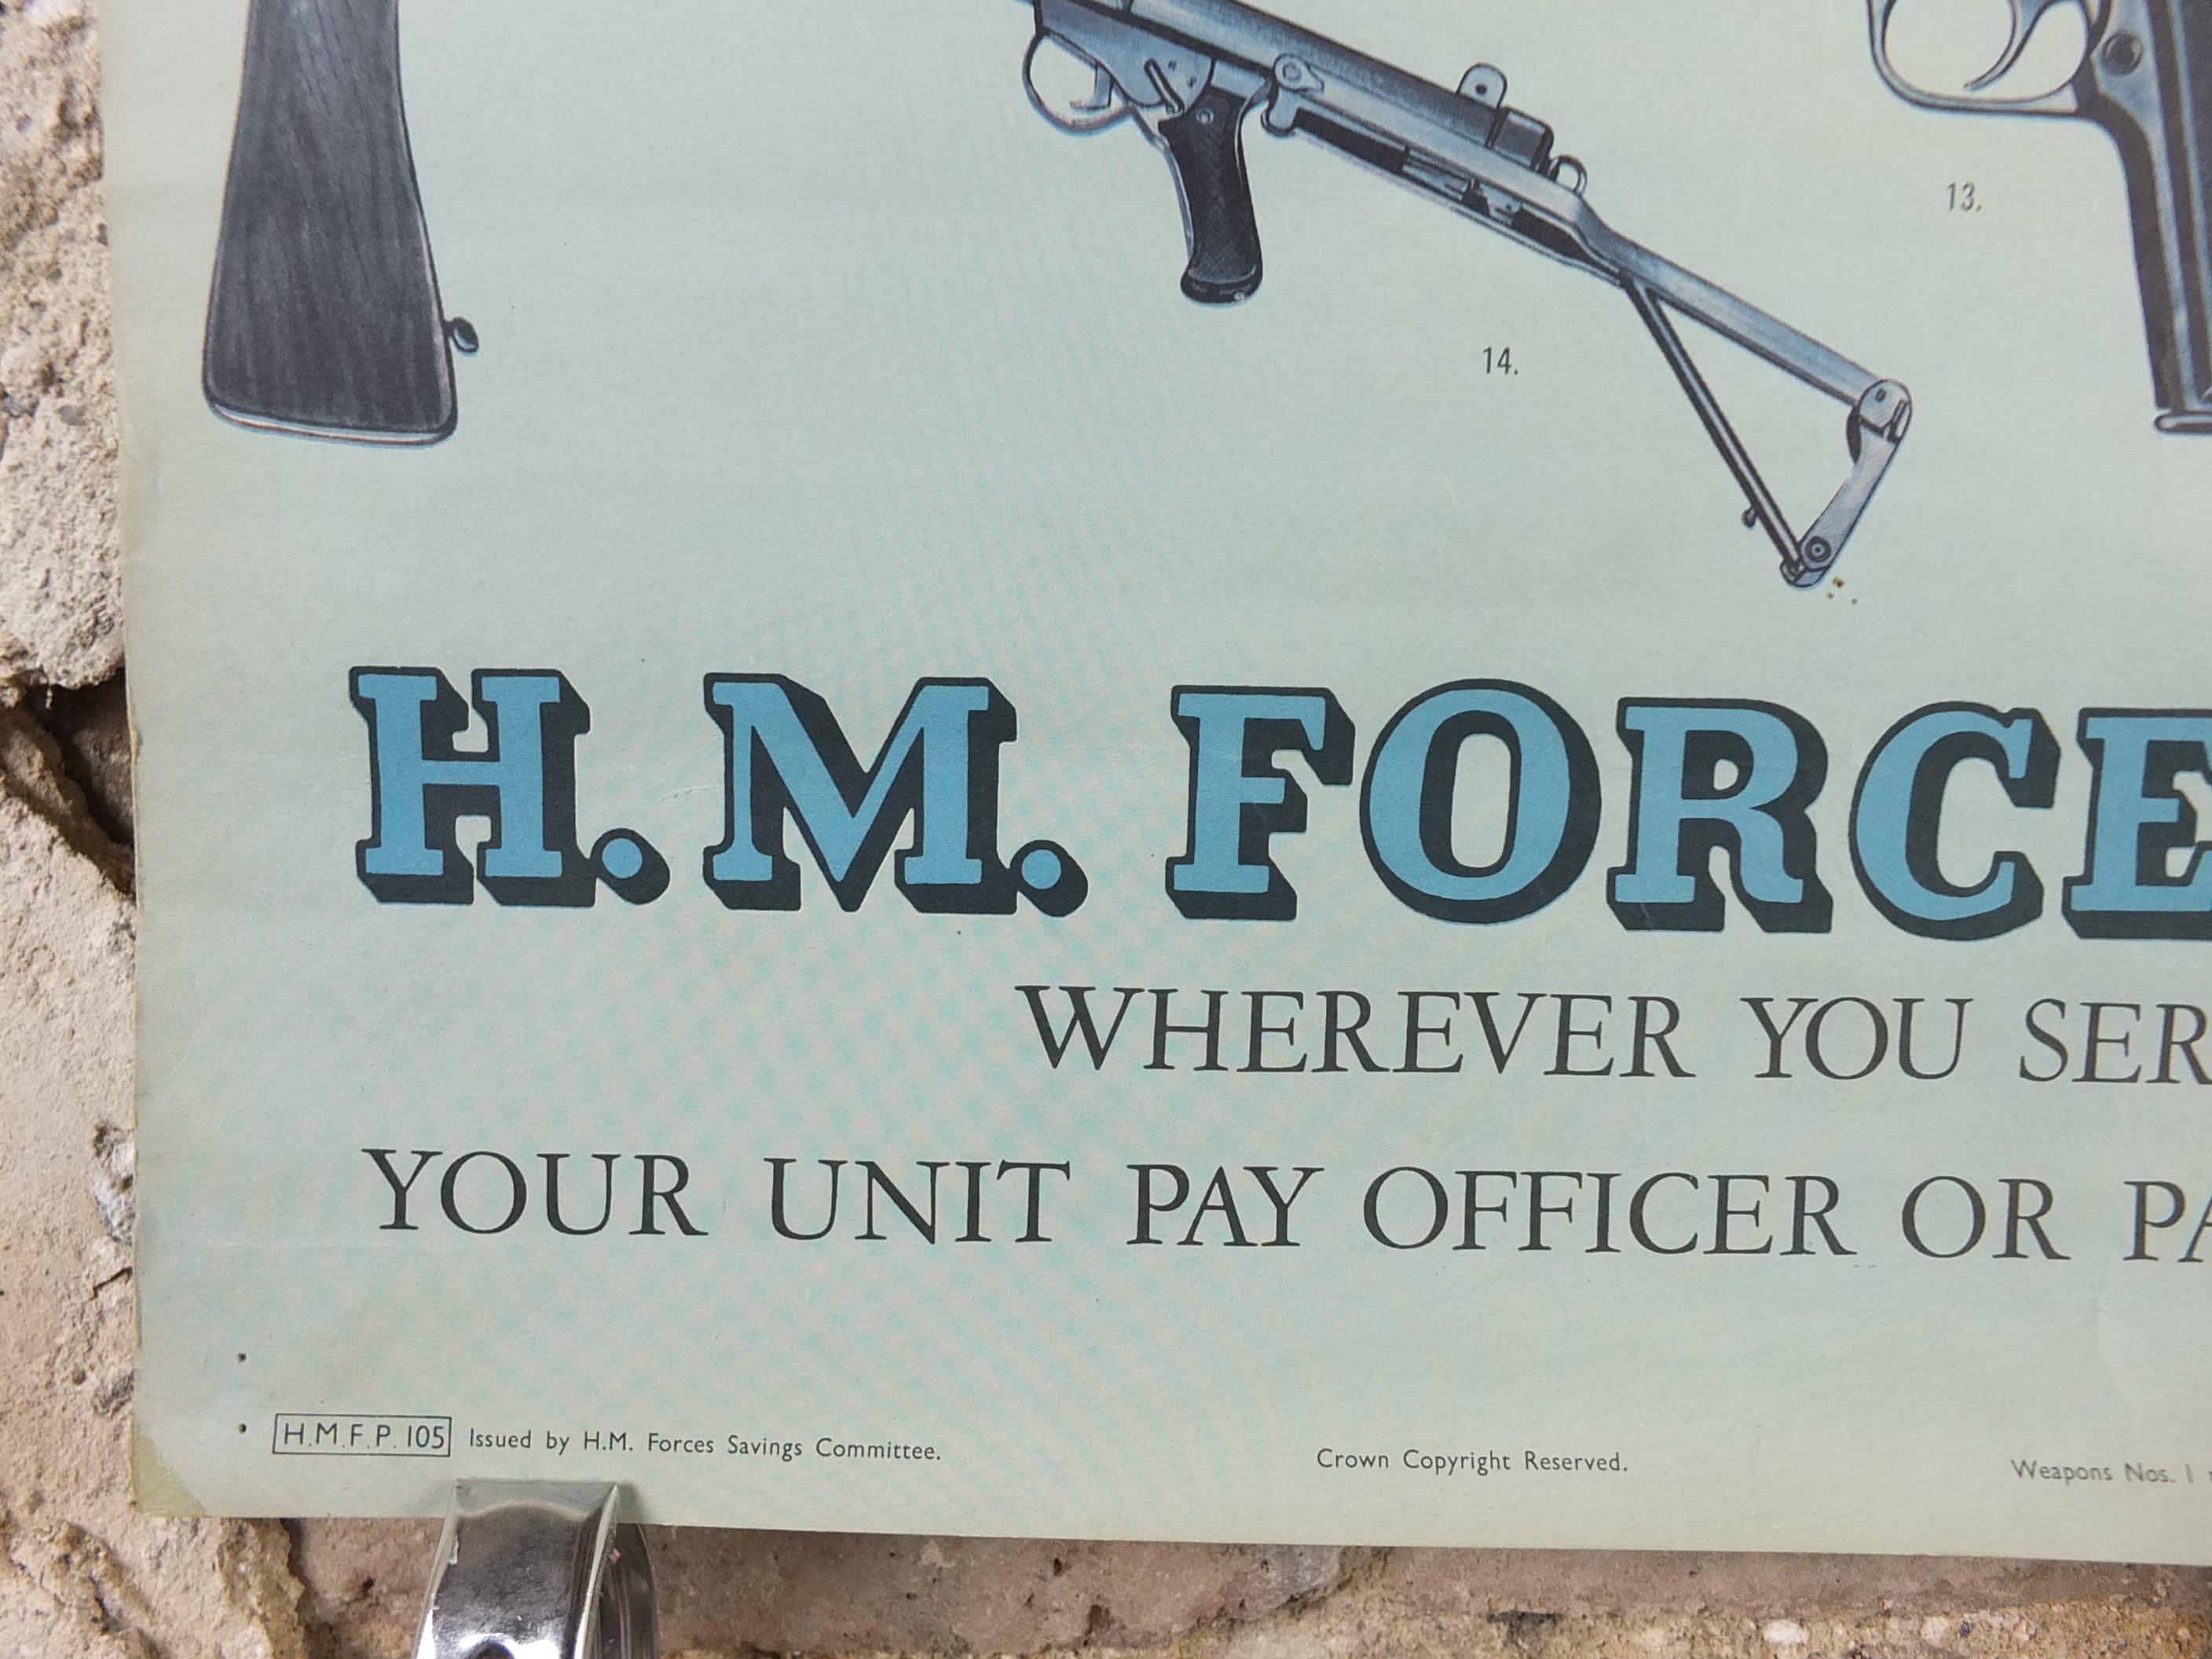 13.
14.
H.M. FORCE
WHEREVER YOU SER
YOUR UNIT PAY OFFICER OR PA
H.M.F.P. 105 Issued by H.M. Forces Savings Committee. Crown Copyright Reserved. Weapons Nos. 1